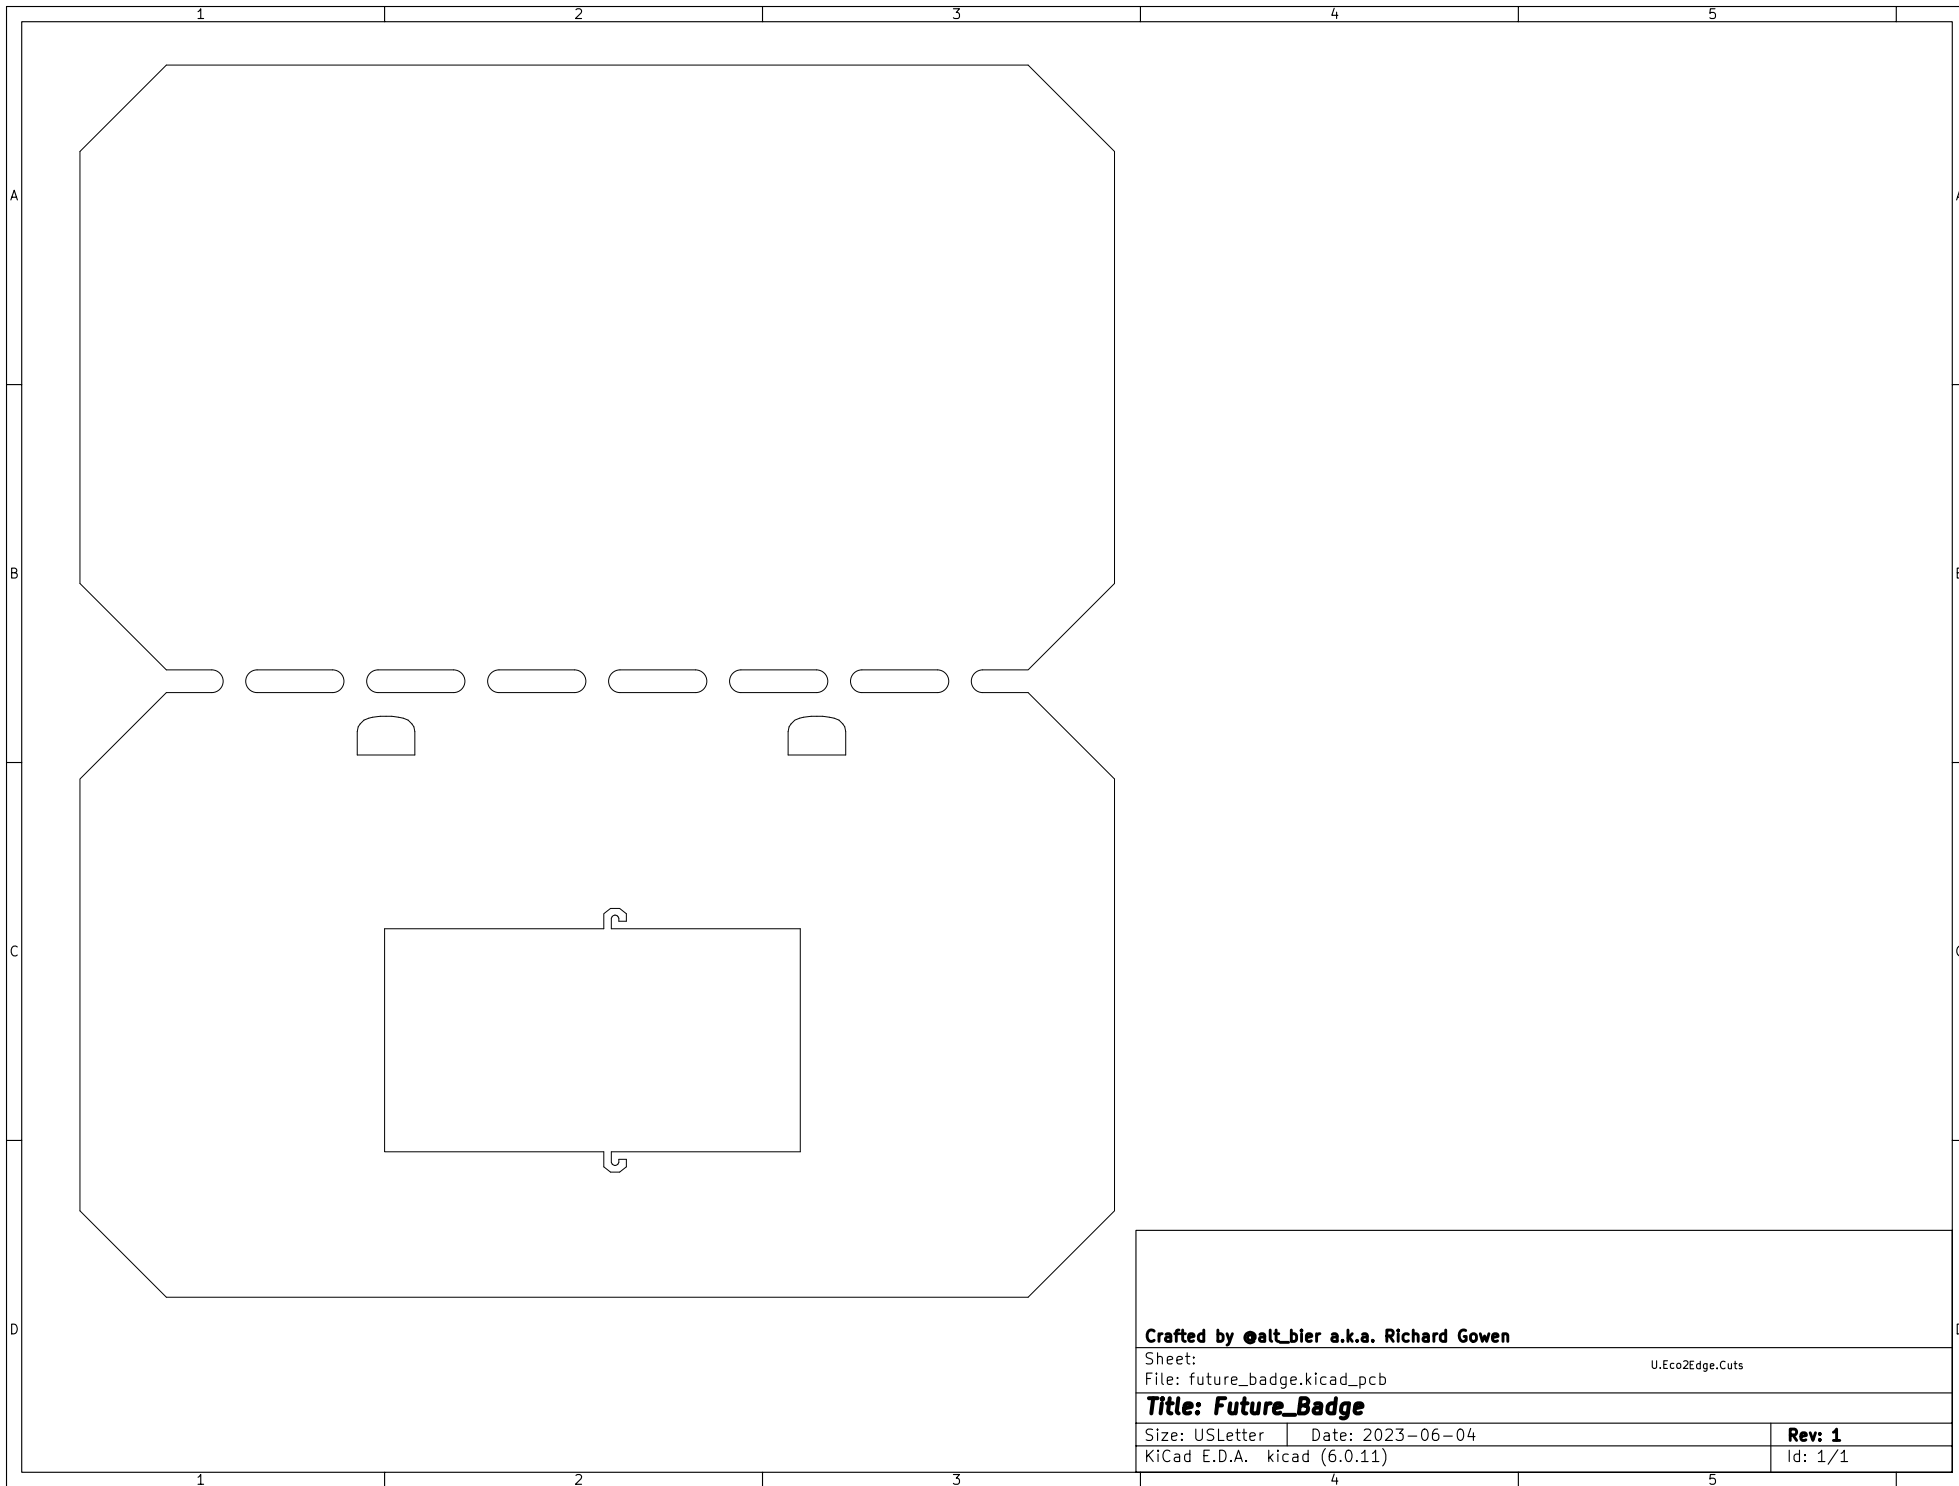 1 2 3 4 5
A A
B B
C C
D D
Crafted by @alt_bier a.k.a. Richard Gowen
Sheet:
U.Eco2Edge.Cuts
File: future_badge.kicad_pcb
Title: Future_Badge
Size: USLetter Date: 2023-06-04 Rev: 1
KiCad E.D.A. kicad (6.0.11) Id: 1/1
1 2 3 4 5